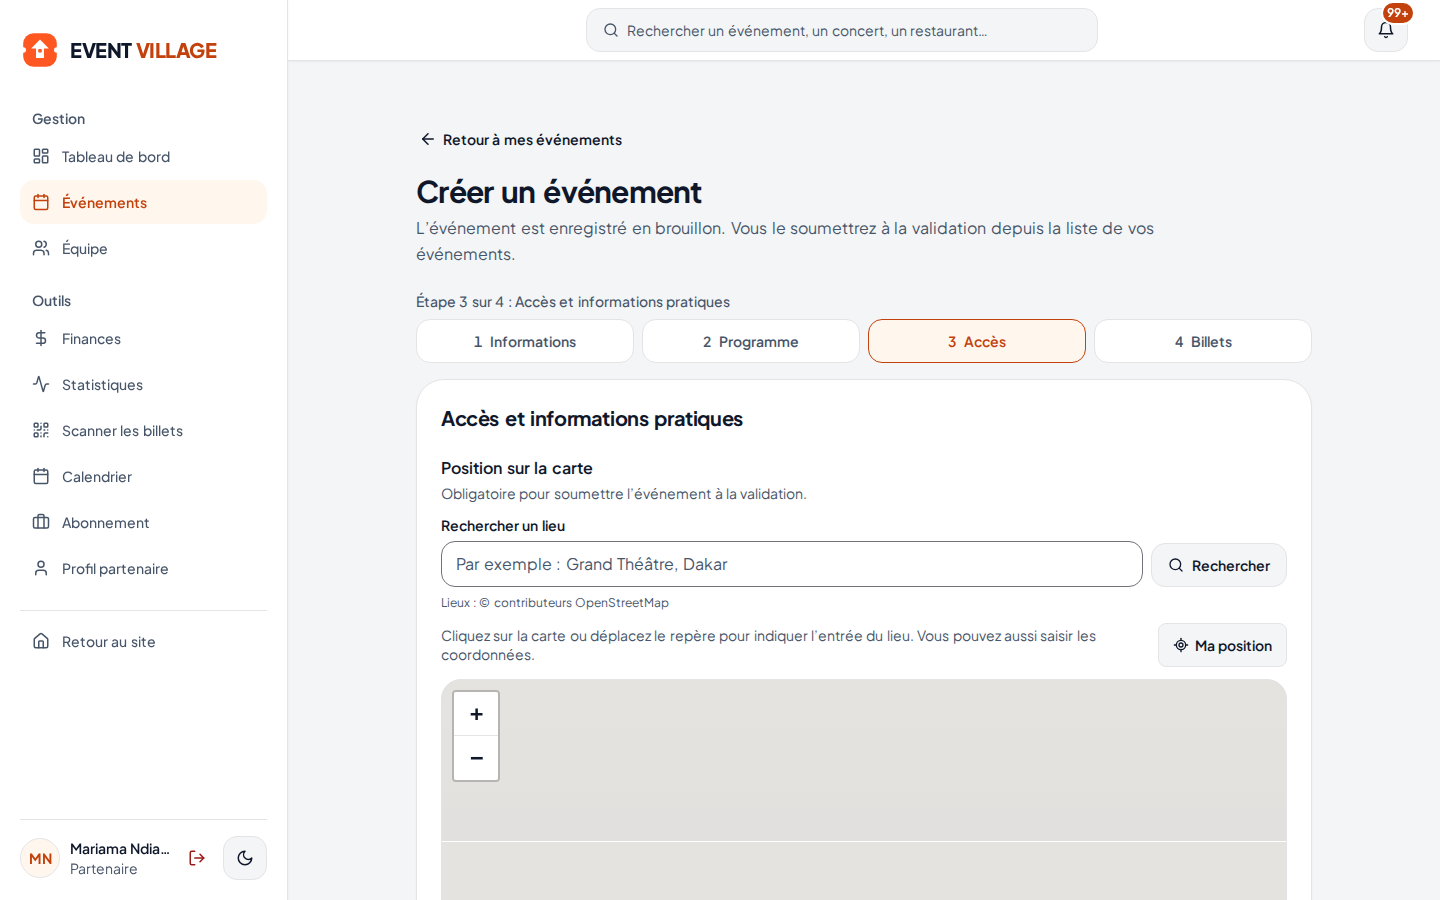 EVENT VILLAGE
Rechercher un événement, un concert, un restaurant...
99+
Gestion
Tableau de bord
Événements
Équipe
Outils
Finances
Statistiques
Scanner les billets
Calendrier
Abonnement
Profil partenaire
Retour au site
MN
Mariama Ndia...
Partenaire
Retour à mes événements
Créer un événement
L'événement est enregistré en brouillon. Vous le soumettrez à la validation depuis la liste de vos
événements.
Étape 3 sur 4 : Accès et informations pratiques
1 Informations
2 Programme
3 Accès
4 Billets
Accès et informations pratiques
Position sur la carte
Obligatoire pour soumettre l'événement à la validation.
Rechercher un lieu
Par exemple : Grand Théâtre, Dakar
Rechercher
Lieux : © contributeurs OpenStreetMap
Cliquez sur la carte ou déplacez le repère pour indiquer l'entrée du lieu. Vous pouvez aussi saisir les
coordonnées.
Ma position
+
−